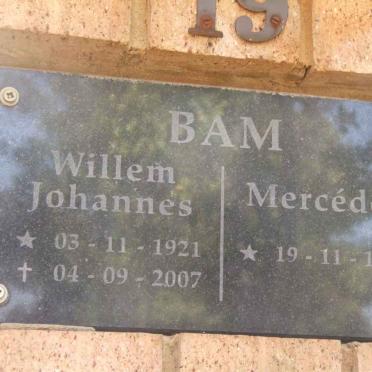 19
BAM
Willem
Johannes
★ 03 - 11 - 1921
✝ 04 - 09 - 2007
Mercéd
★ 19 - 11 - 1